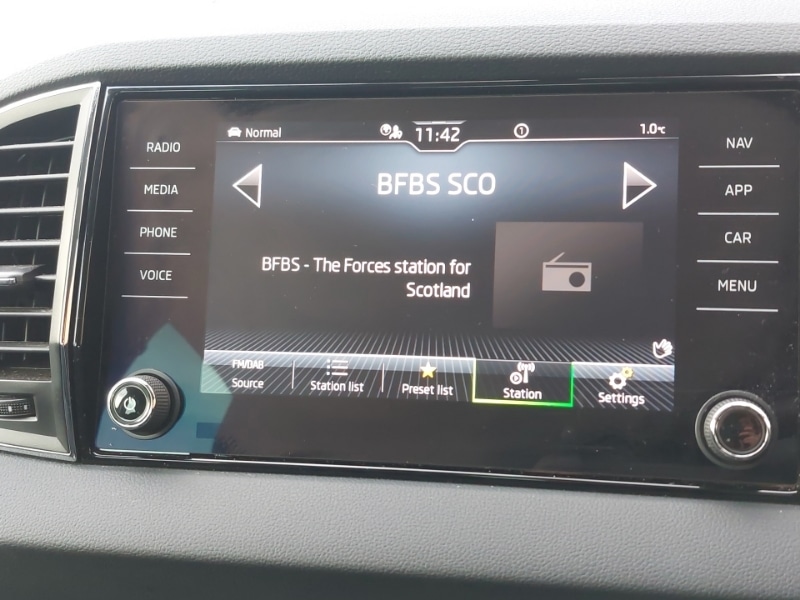 RADIO
MEDIA
PHONE
VOICE
Normal
11:42
1
1.0°C
BFBS SCO
BFBS - The Forces station for
Scotland
FM/DAB
Source
Station list
Preset list
Station
Settings
NAV
APP
CAR
MENU